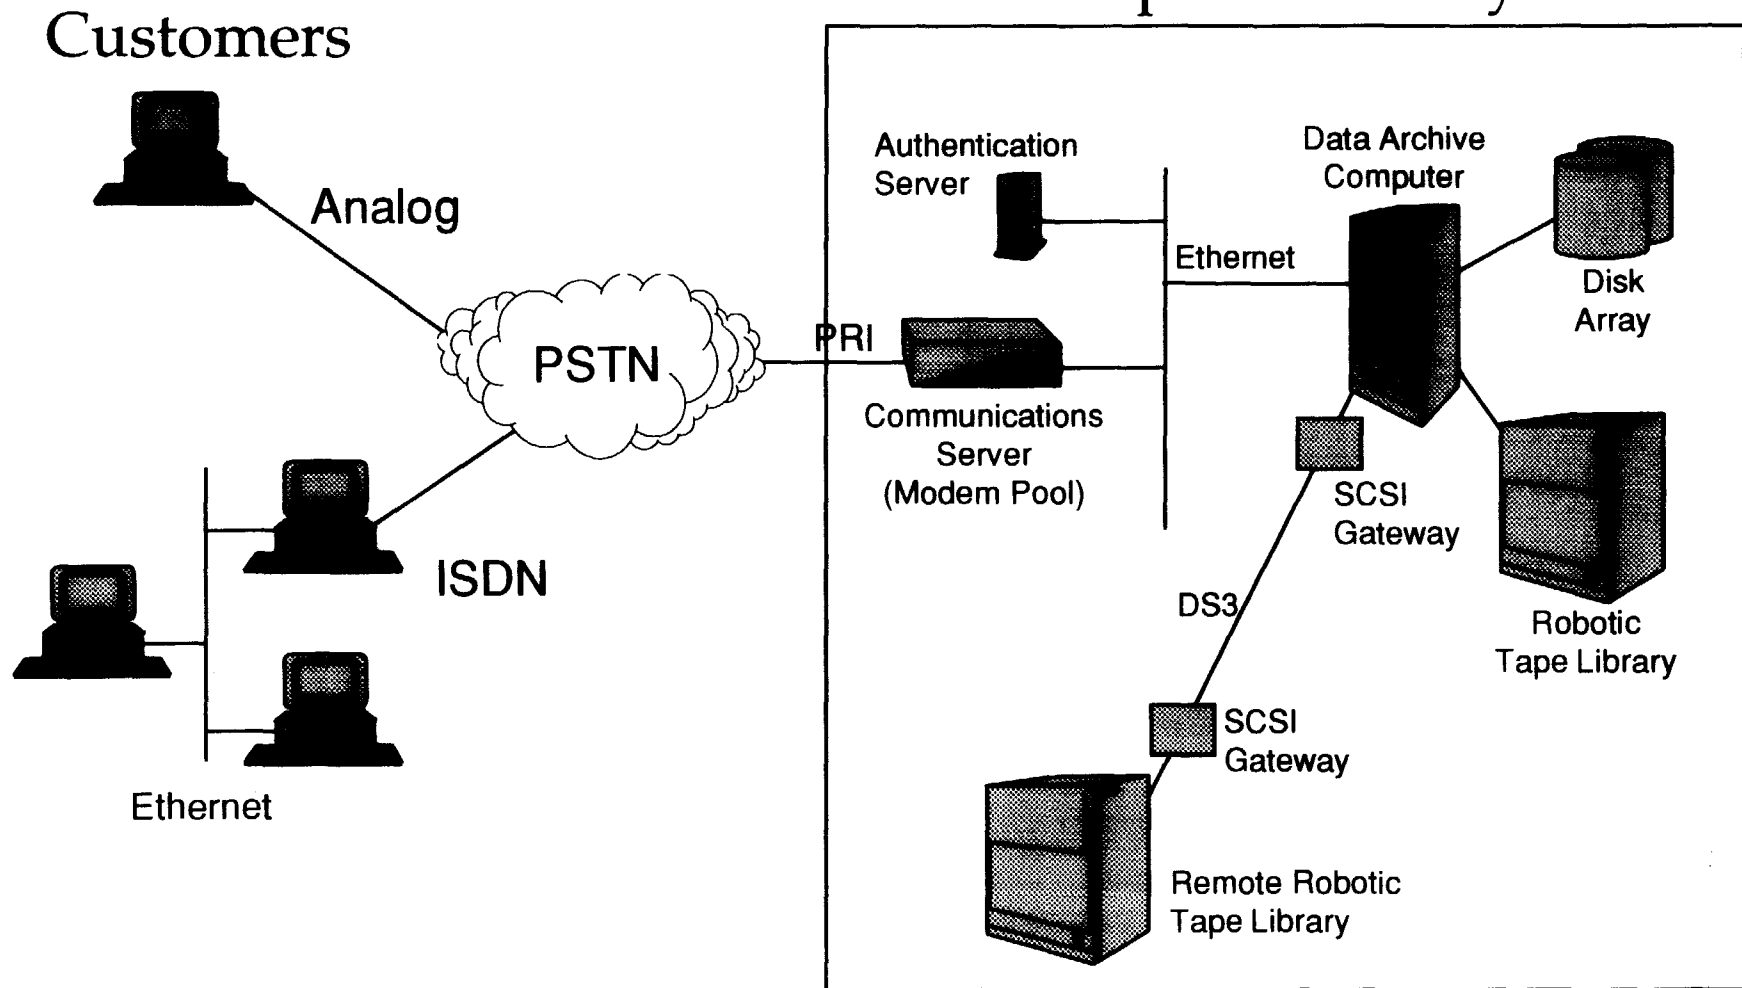 Customers
Analog
PSTN
ISDN
Ethernet
PRI
Authentication
Server
Communications
Server
(Modem Pool)
Ethernet
Data Archive
Computer
Disk
Array
SCSI
Gateway
Robotic
Tape Library
DS3
SCSI
Gateway
Remote Robotic
Tape Library